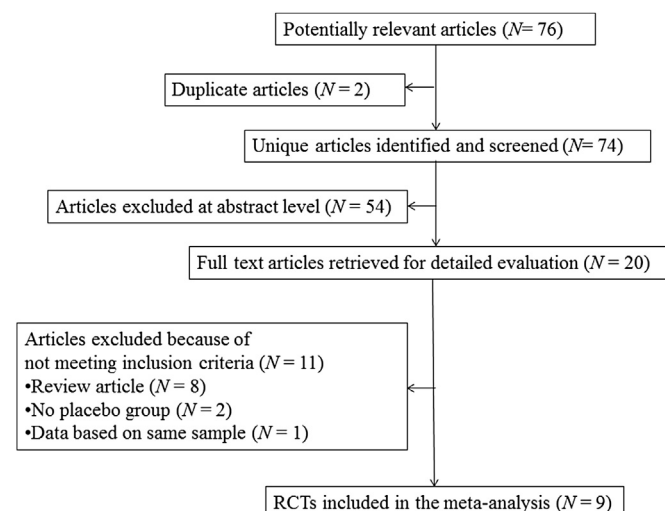 Potentially relevant articles (N= 76)
Duplicate articles (N = 2)
Unique articles identified and screened (N= 74)
Articles excluded at abstract level (N = 54)
Full text articles retrieved for detailed evaluation (N = 20)
Articles excluded because of
not meeting inclusion criteria (N = 11)
•Review article (N = 8)
•No placebo group (N = 2)
•Data based on same sample (N = 1)
RCTs included in the meta-analysis (N = 9)